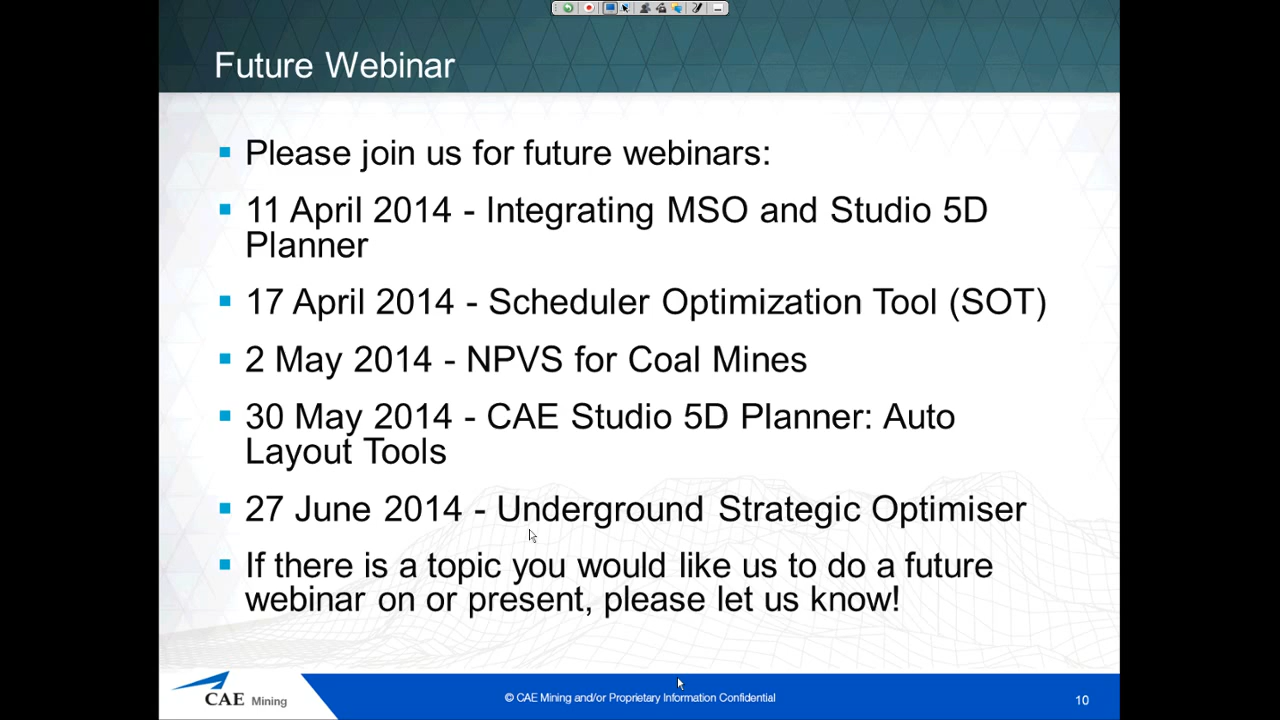 Future Webinar
Please join us for future webinars:
11 April 2014 - Integrating MSO and Studio 5D
Planner
17 April 2014 - Scheduler Optimization Tool (SOT)
2 May 2014 - NPVS for Coal Mines
30 May 2014 - CAE Studio 5D Planner: Auto
Layout Tools
27 June 2014 - Underground Strategic Optimiser
If there is a topic you would like us to do a future
webinar on or present, please let us know!
CAE Mining
© CAE Mining and/or Proprietary Information Confidential
10